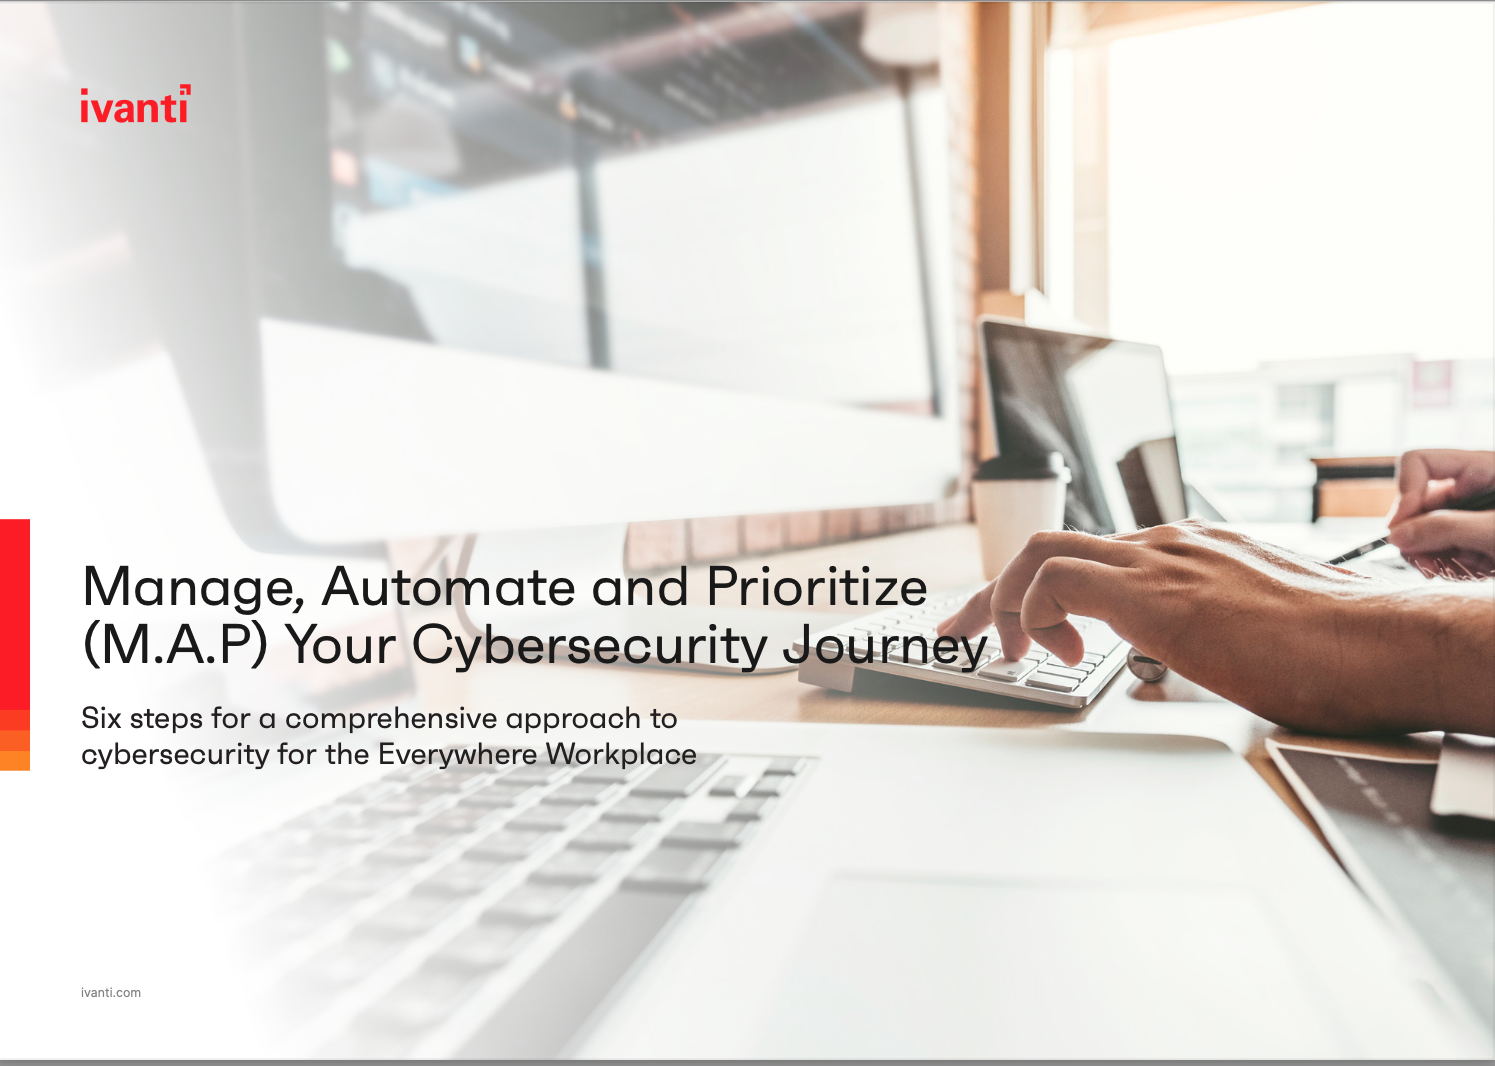 ivanti
Manage, Automate and Prioritize
(M.A.P) Your Cybersecurity Journey
Six steps for a comprehensive approach to
cybersecurity for the Everywhere Workplace
ivanti.com